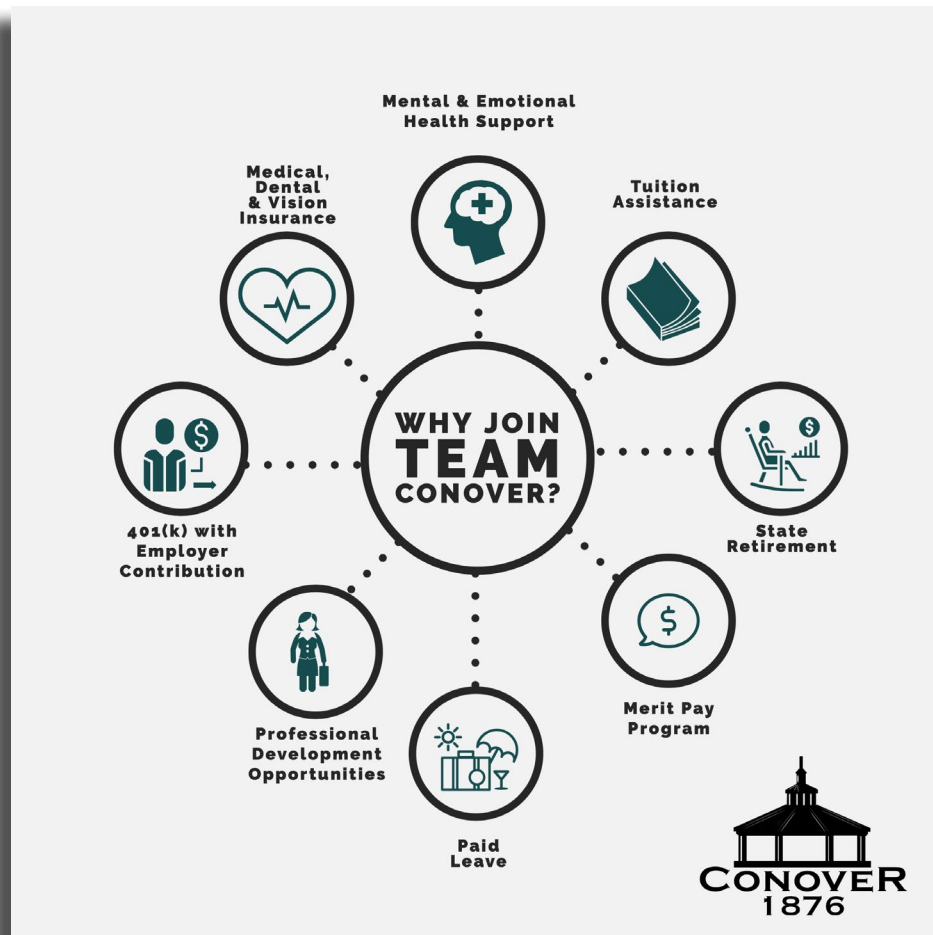 Mental & Emotional
Health Support
Medical,
Dental
& Vision
Insurance
Tuition
Assistance
WHY JOIN
TEAM
CONOVER?
401(k) with
Employer
Contribution
State
Retirement
Professional
Development
Opportunities
Merit Pay
Program
Paid
Leave
CONOVER
1876